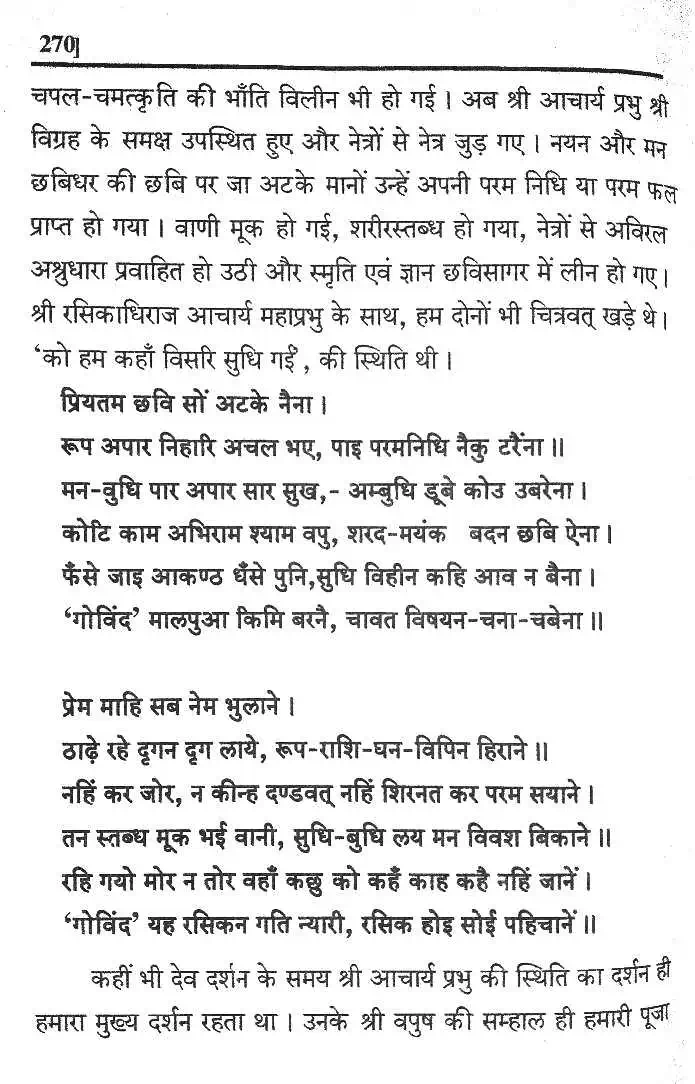 270]
चपल-चमत्कृति की भाँति विलीन भी हो गई। अब श्री आचार्य प्रभु श्री
विग्रह के समक्ष उपस्थित हुए और नेत्रों से नेत्र जुड़ गए। नयन और मन
छबिधर की छबि पर जा अटके मानों उन्हें अपनी परम निधि या परम फल
प्राप्त हो गया। वाणी मूक हो गई, शरीरस्तब्ध हो गया, नेत्रों से अविरल
अश्रुधारा प्रवाहित हो उठी और स्मृति एवं ज्ञान छविसागर में लीन हो गए।
श्री रसिकाधिराज आचार्य महाप्रभु के साथ, हम दोनों भी चित्रवत् खड़े थे।
‘को हम कहाँ विसरि सुधि गईं’, की स्थिति थी।
प्रियतम छवि सों अटके नैना।
रूप अपार निहारि अचल भए, पाइ परमनिधि नैकु टरैंना॥
मन-वुधि पार अपार सार सुख,- अम्बुधि डूबे कोउ उबरेना।
कोटि काम अभिराम श्याम वपु, शरद-मयंक बदन छबि ऐना।
फँसे जाइ आकण्ठ धँसे पुनि,सुधि विहीन कहि आव न बैना।
‘गोविंद’ मालपुआ किमि बरनै, चावत विषयन-चना-चबेना॥
प्रेम माहि सब नेम भुलाने।
ठाढ़े रहे दृगन दृग लाये, रूप-राशि-घन-विपिन हिराने॥
नहिं कर जोर, न कीन्ह दण्डवत् नहिं शिरनत कर परम सयाने।
तन स्तब्ध मूक भई वानी, सुधि-बुधि लय मन विवश बिकाने॥
रहि गयो मोर न तोर वहाँ कछु को कहँ काह कहै नहिं जानें।
‘गोविंद’ यह रसिकन गति न्यारी, रसिक होइ सोई पहिचानें॥
कहीं भी देव दर्शन के समय श्री आचार्य प्रभु की स्थिति का दर्शन ही
हमारा मुख्य दर्शन रहता था। उनके श्री वपुष की सम्हाल ही हमारी पूजा